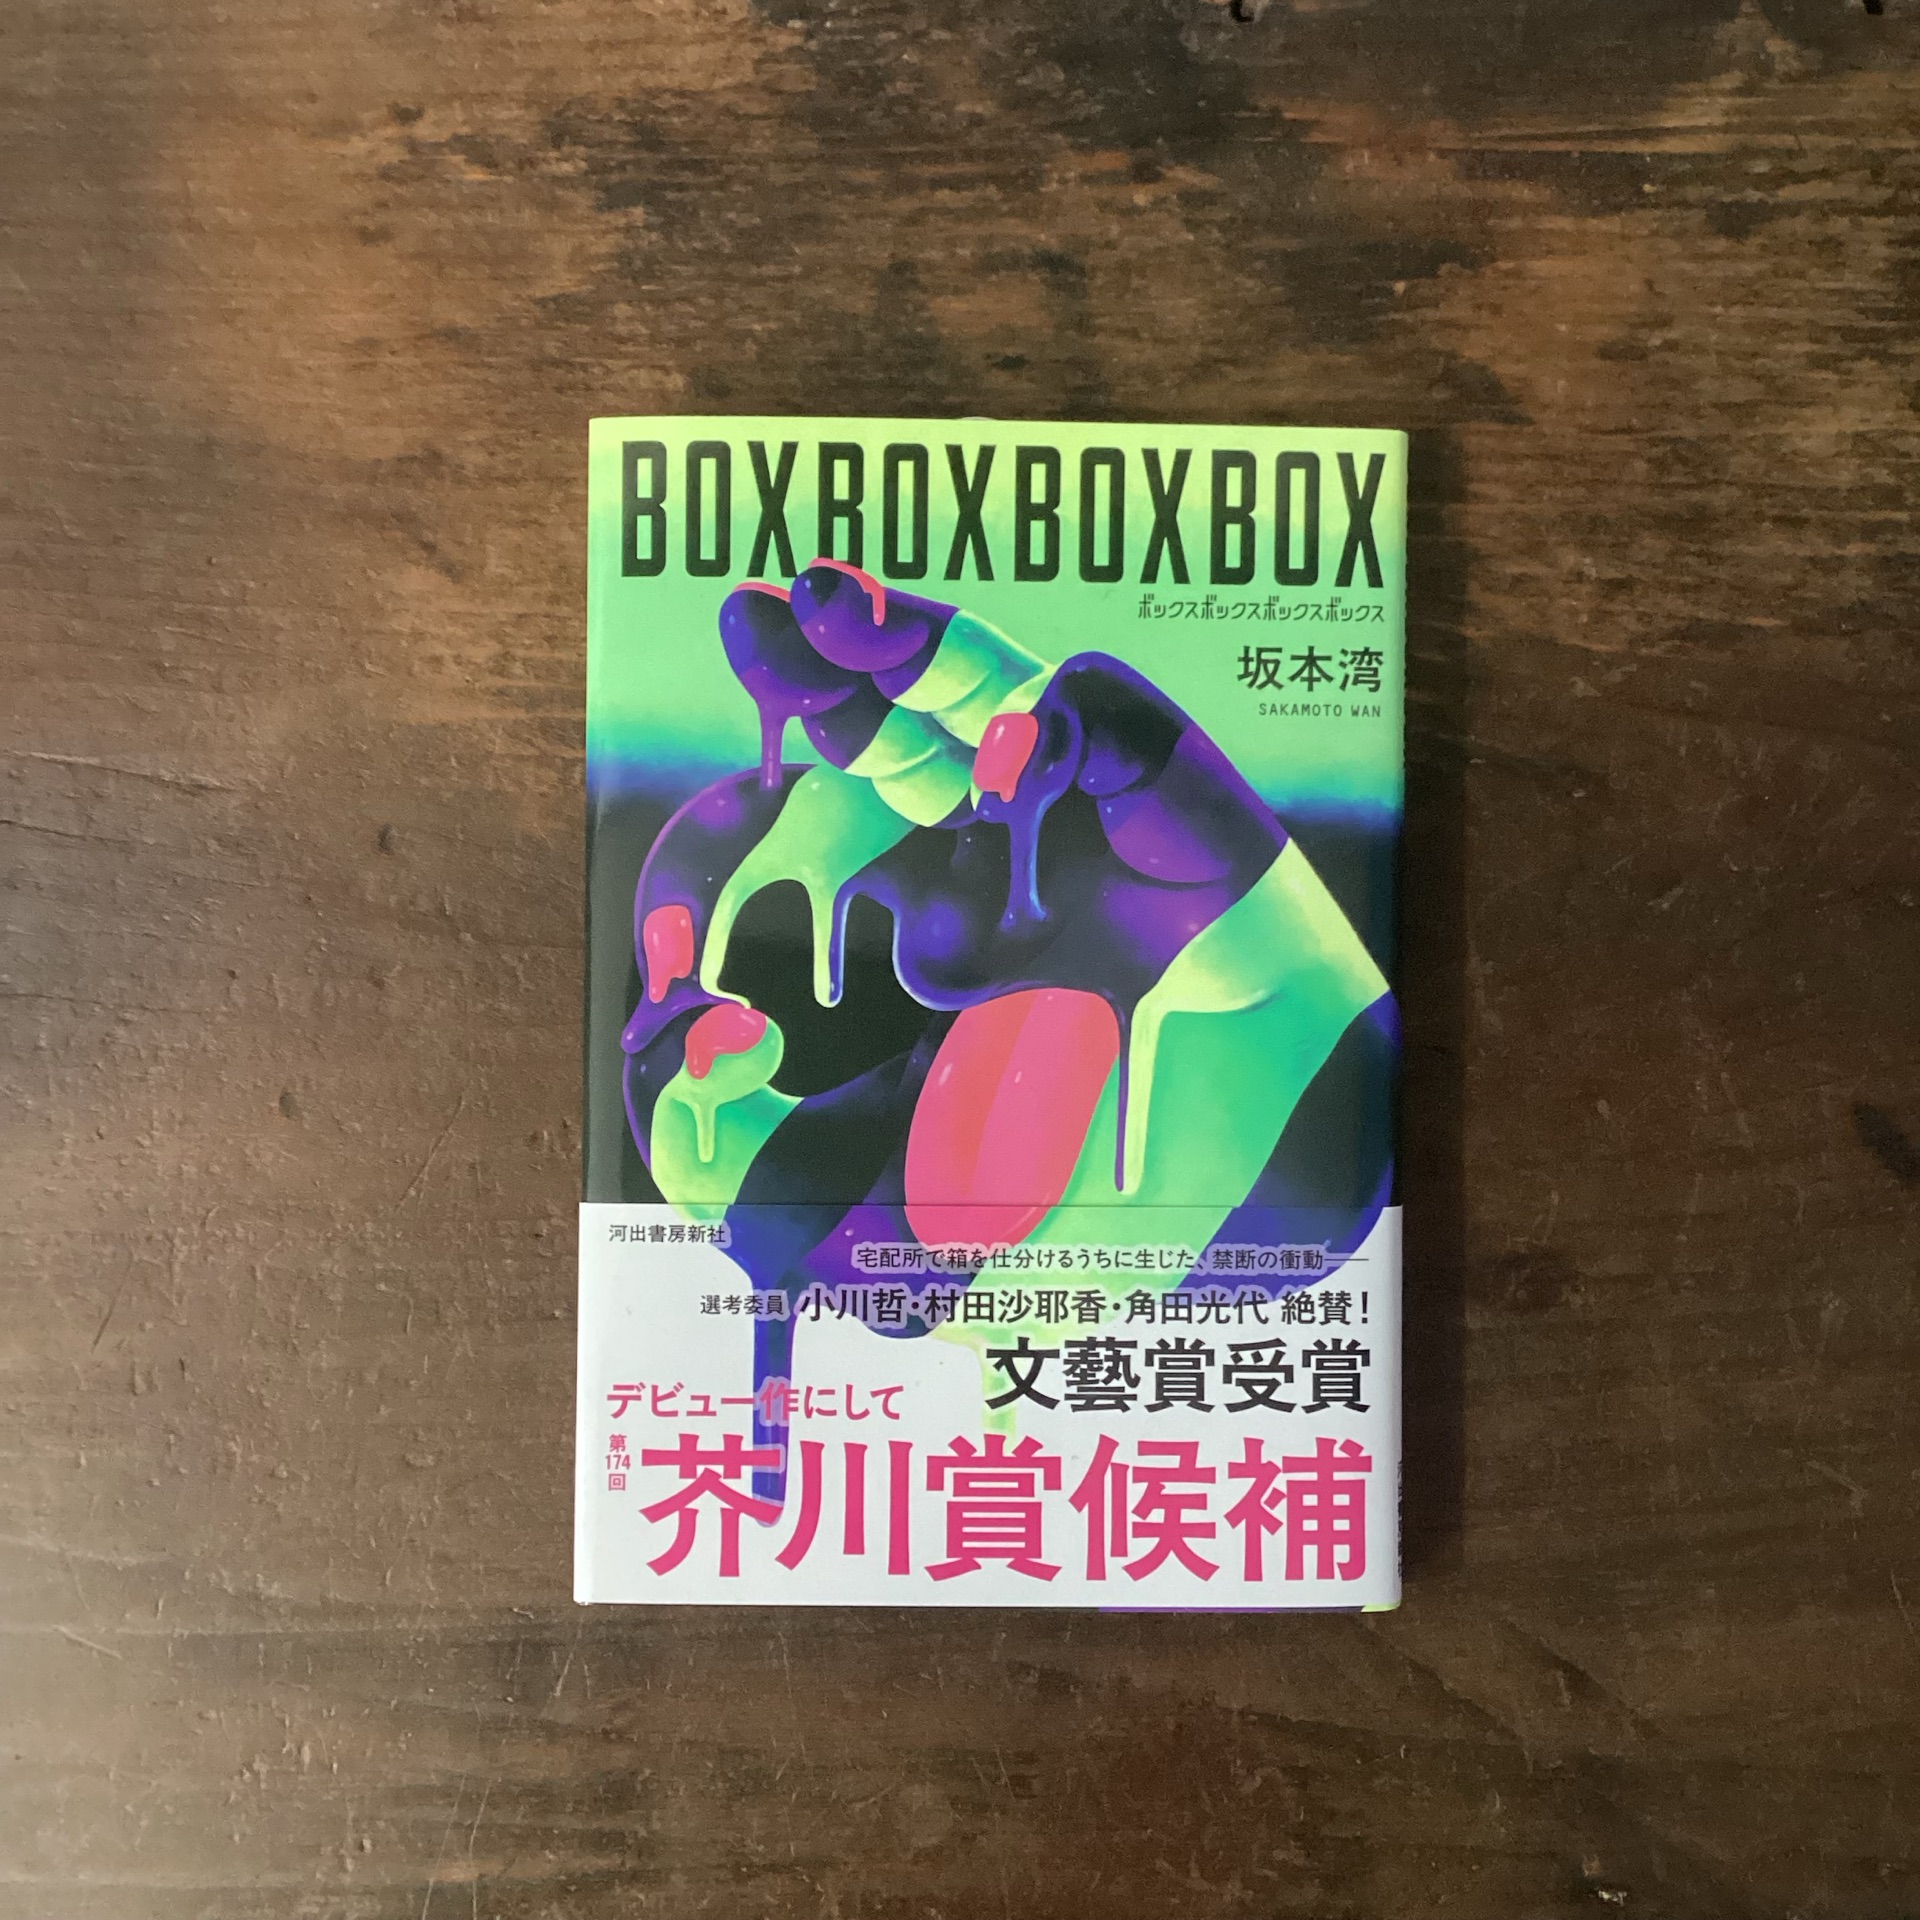 BOXBOXBOXBOX
ボックスボックスボックスボックス
坂本湾
SAKAMOTO WAN
河出書房新社
宅配所で箱を仕分けるうちに生じた、禁断の衝動――
選考委員 小川哲・村田沙耶香・角田光代 絶賛!
文藝賞受賞
デビュー作にして
第174回 芥川賞候補